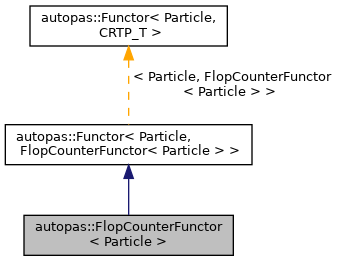 autopas::Functor< Particle,
CRTP_T >
< Particle, FlopCounterFunctor
< Particle > >
autopas::Functor< Particle,
FlopCounterFunctor< Particle > >
autopas::FlopCounterFunctor
< Particle >